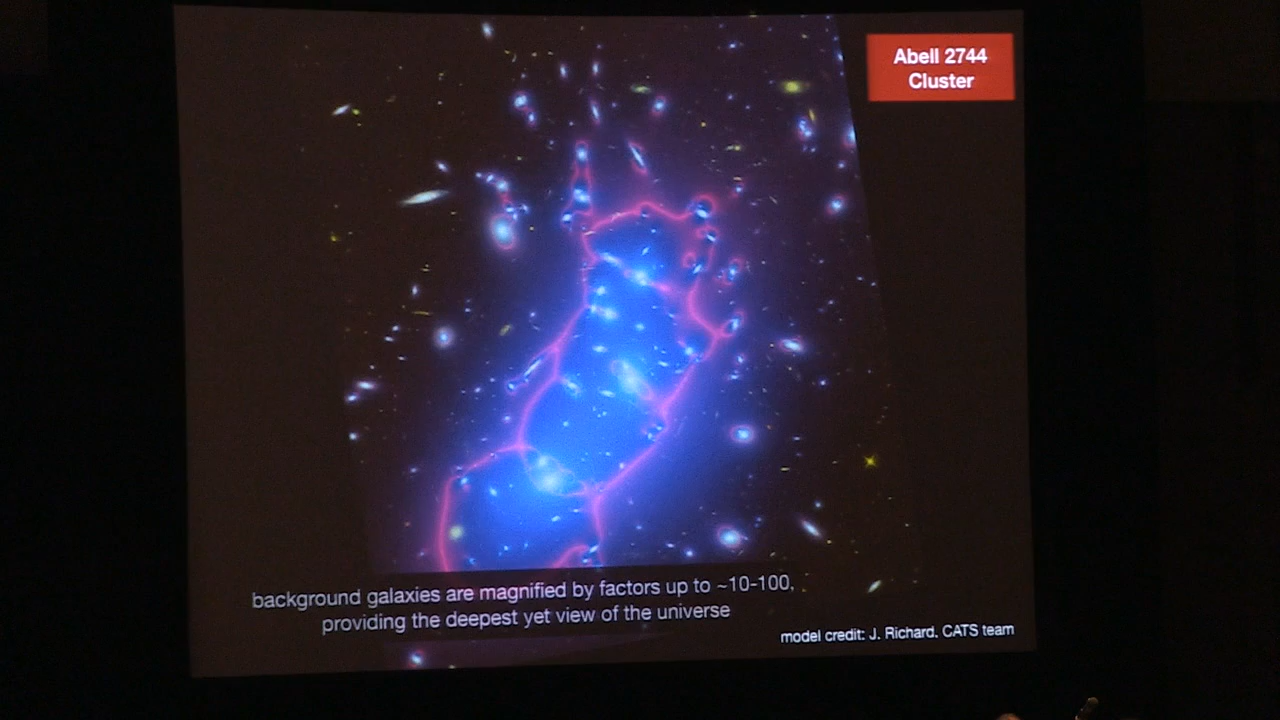 Abell 2744
Cluster
background galaxies are magnified by factors up to ~10-100,
providing the deepest yet view of the universe
model credit: J. Richard, CATS team